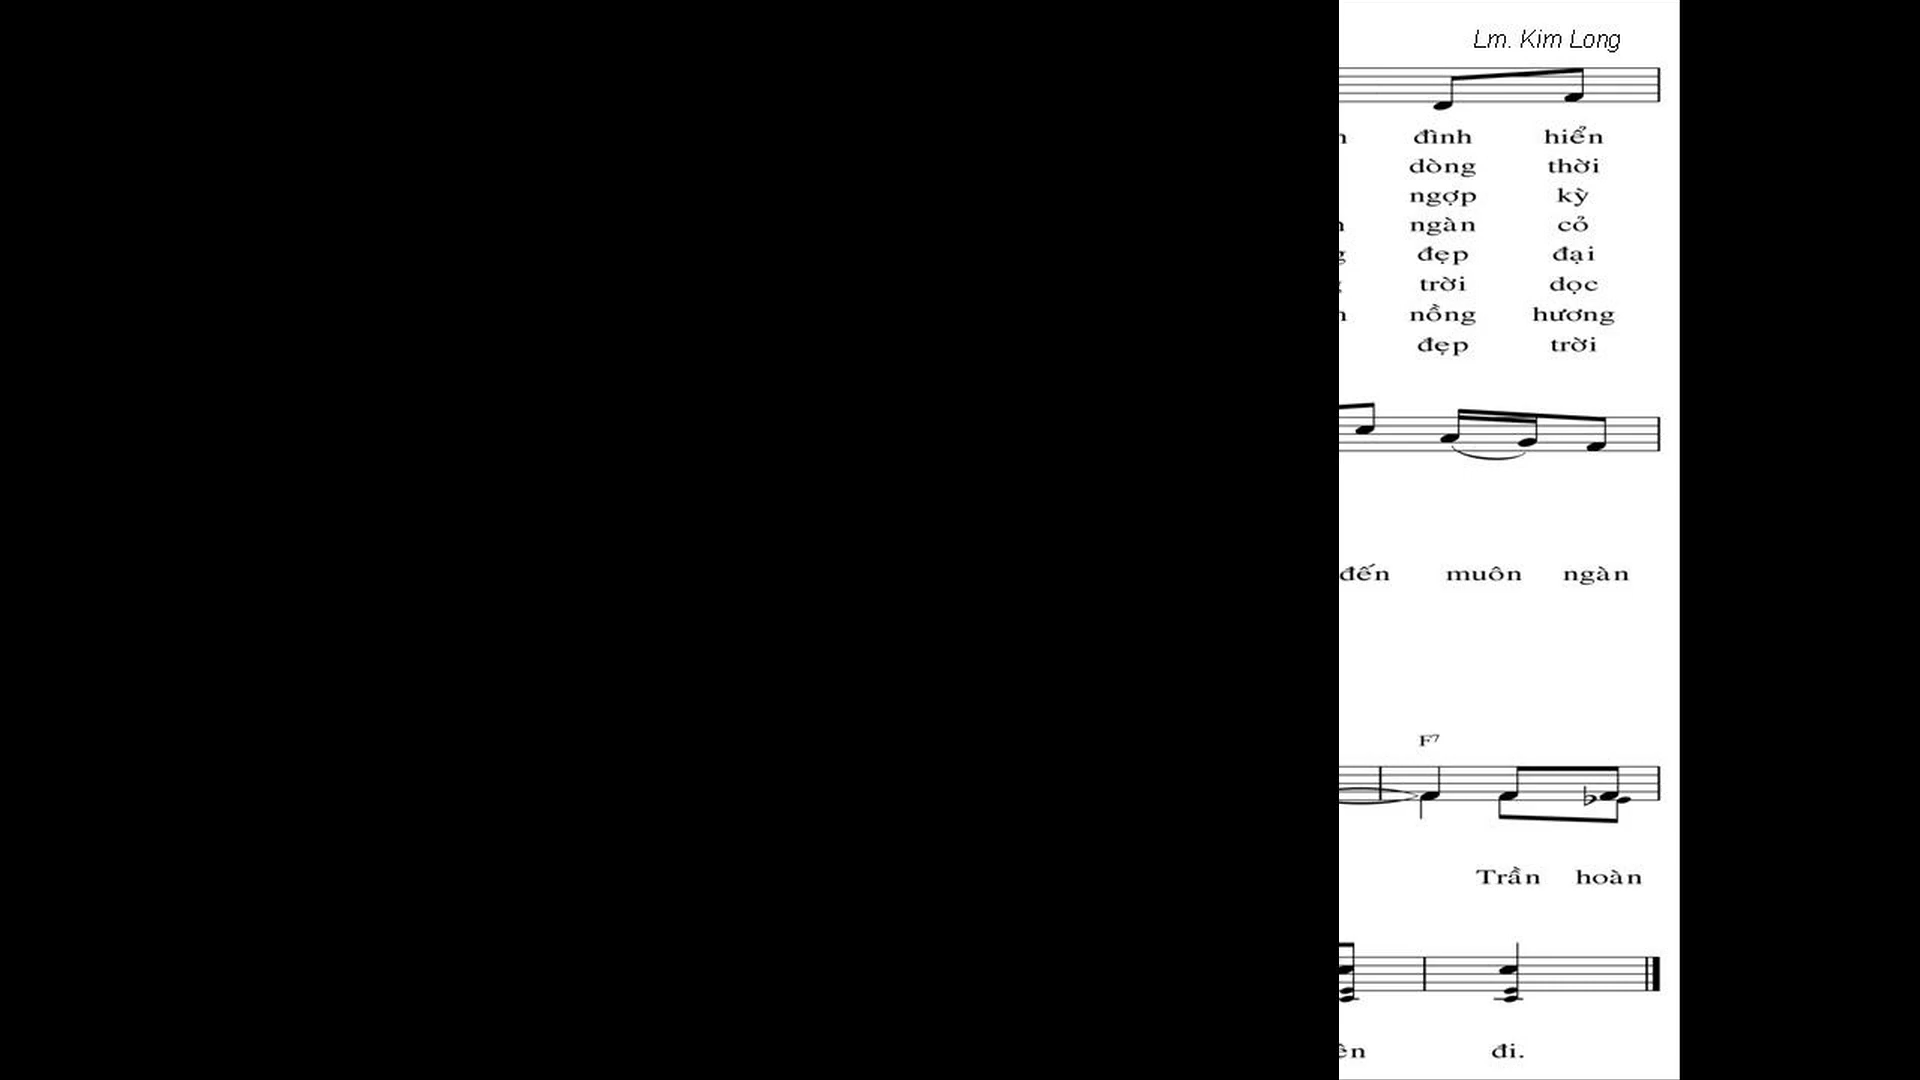 Lm. Kim Long
đình hiển
dòng thời
ngợp kỳ
ngàn cỏ
đẹp đại
trời dọc
nồng hương
đẹp trời
đến muôn ngàn
F7
Trần hoàn
đi.